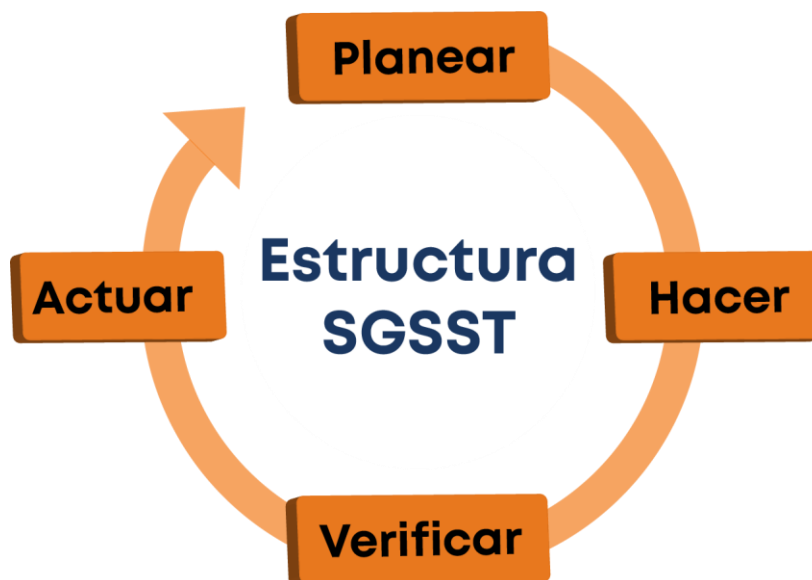 Planear
Estructura
SGSST
Actuar
Hacer
Verificar